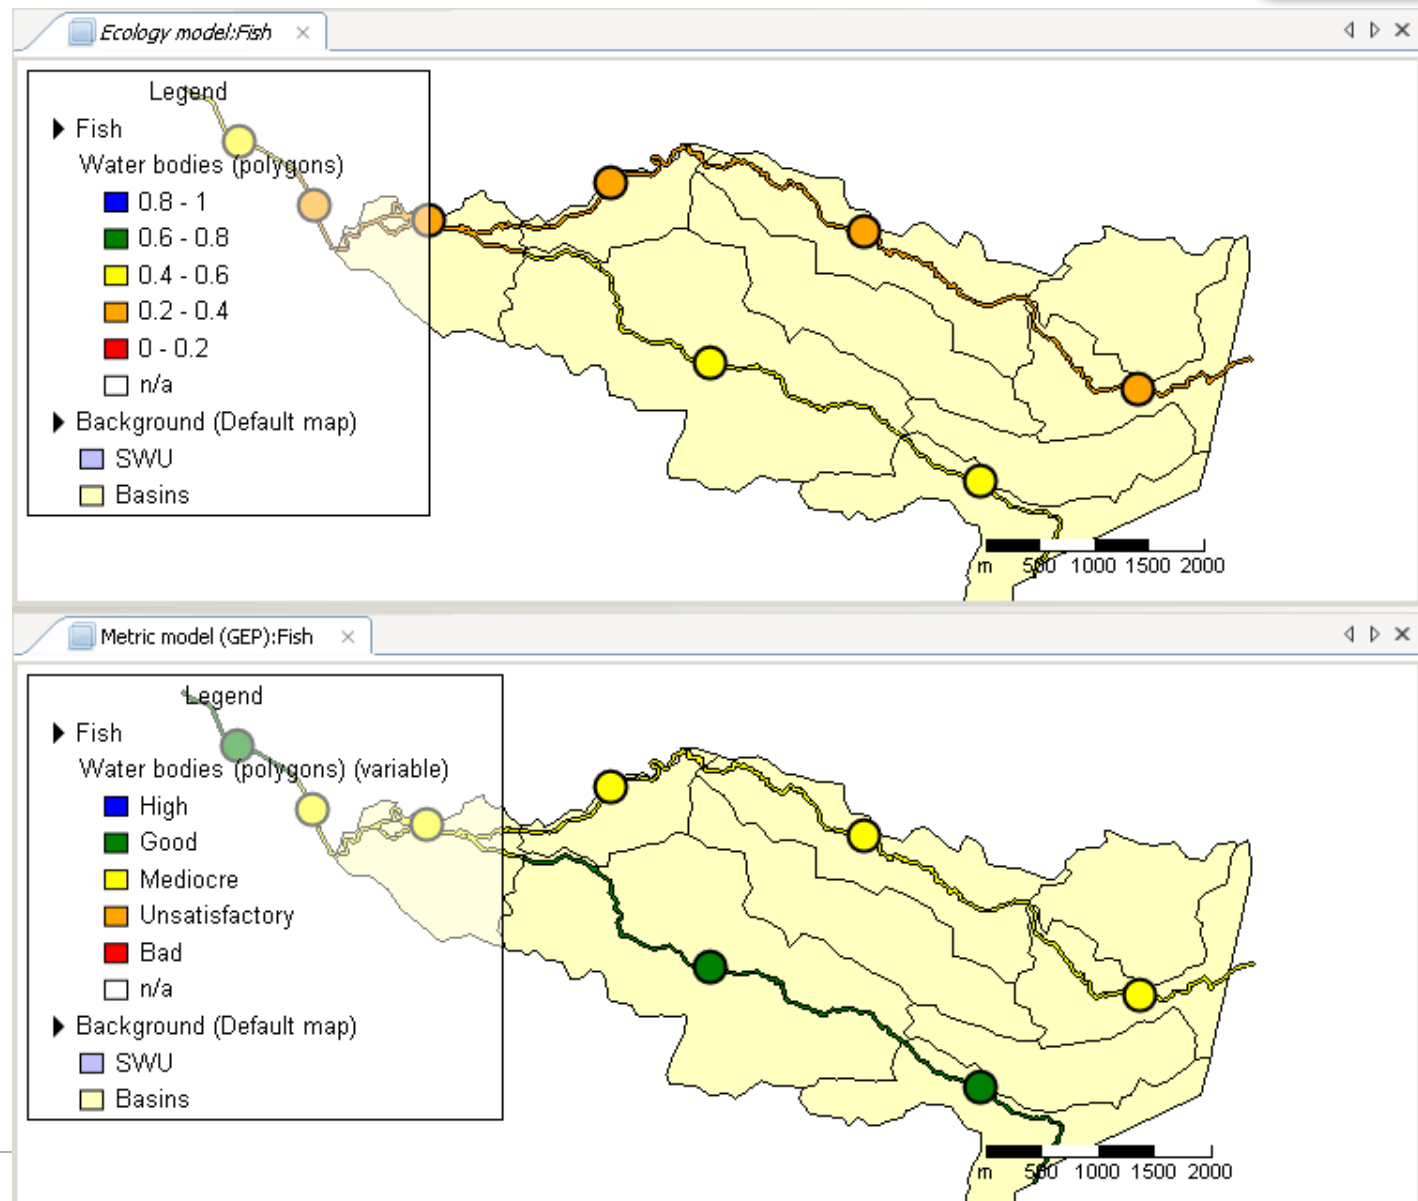 Ecology model:Fish
Legend
Fish
Water bodies (polygons)
0.8 - 1
0.6 - 0.8
0.4 - 0.6
0.2 - 0.4
0 - 0.2
n/a
Background (Default map)
SWU
Basins
m 500 1000 1500 2000
Metric model (GEP):Fish
Legend
Fish
Water bodies (polygons) (variable)
High
Good
Mediocre
Unsatisfactory
Bad
n/a
Background (Default map)
SWU
Basins
m 500 1000 1500 2000